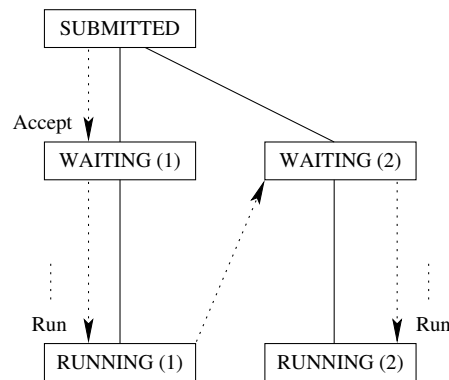 SUBMITTED
Accept
WAITING (1)
WAITING (2)
Run
Run
RUNNING (1)
RUNNING (2)